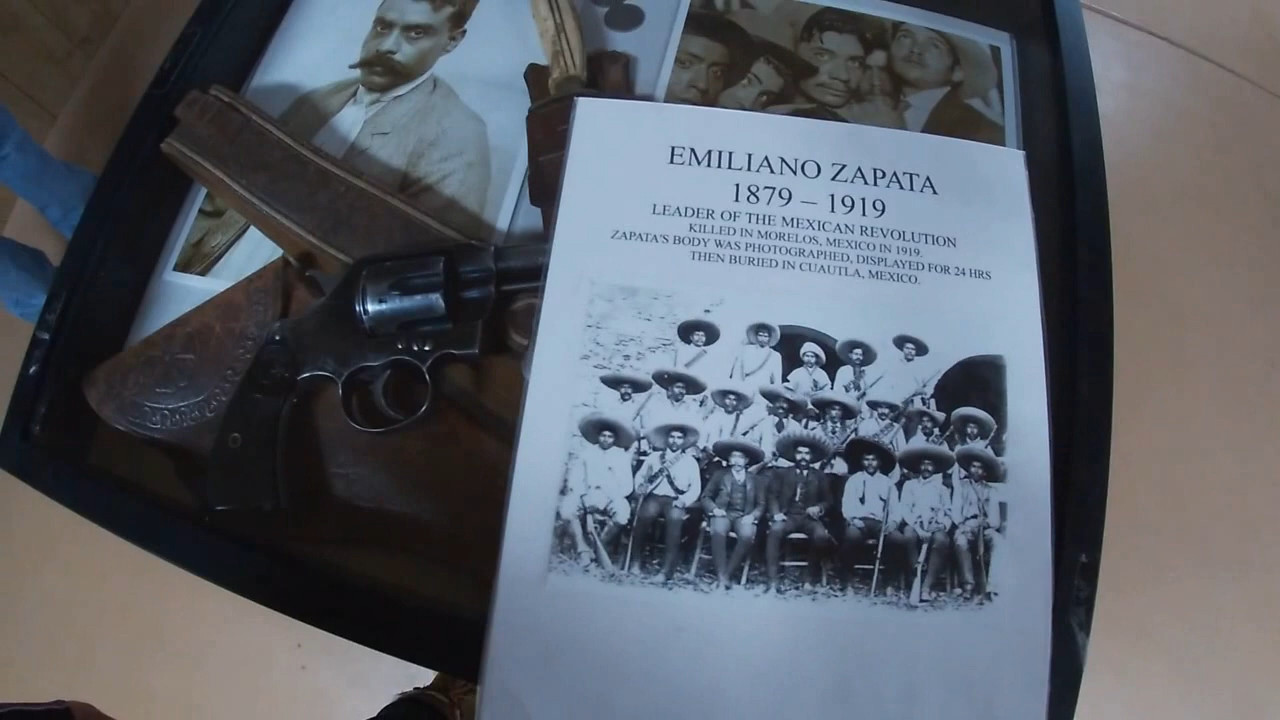 EMILIANO ZAPATA
1879 – 1919
LEADER OF THE MEXICAN REVOLUTION
KILLED IN MORELOS, MEXICO IN 1919.
ZAPATA'S BODY WAS PHOTOGRAPHED, DISPLAYED FOR 24 HRS
THEN BURIED IN CUAUTLA, MEXICO.